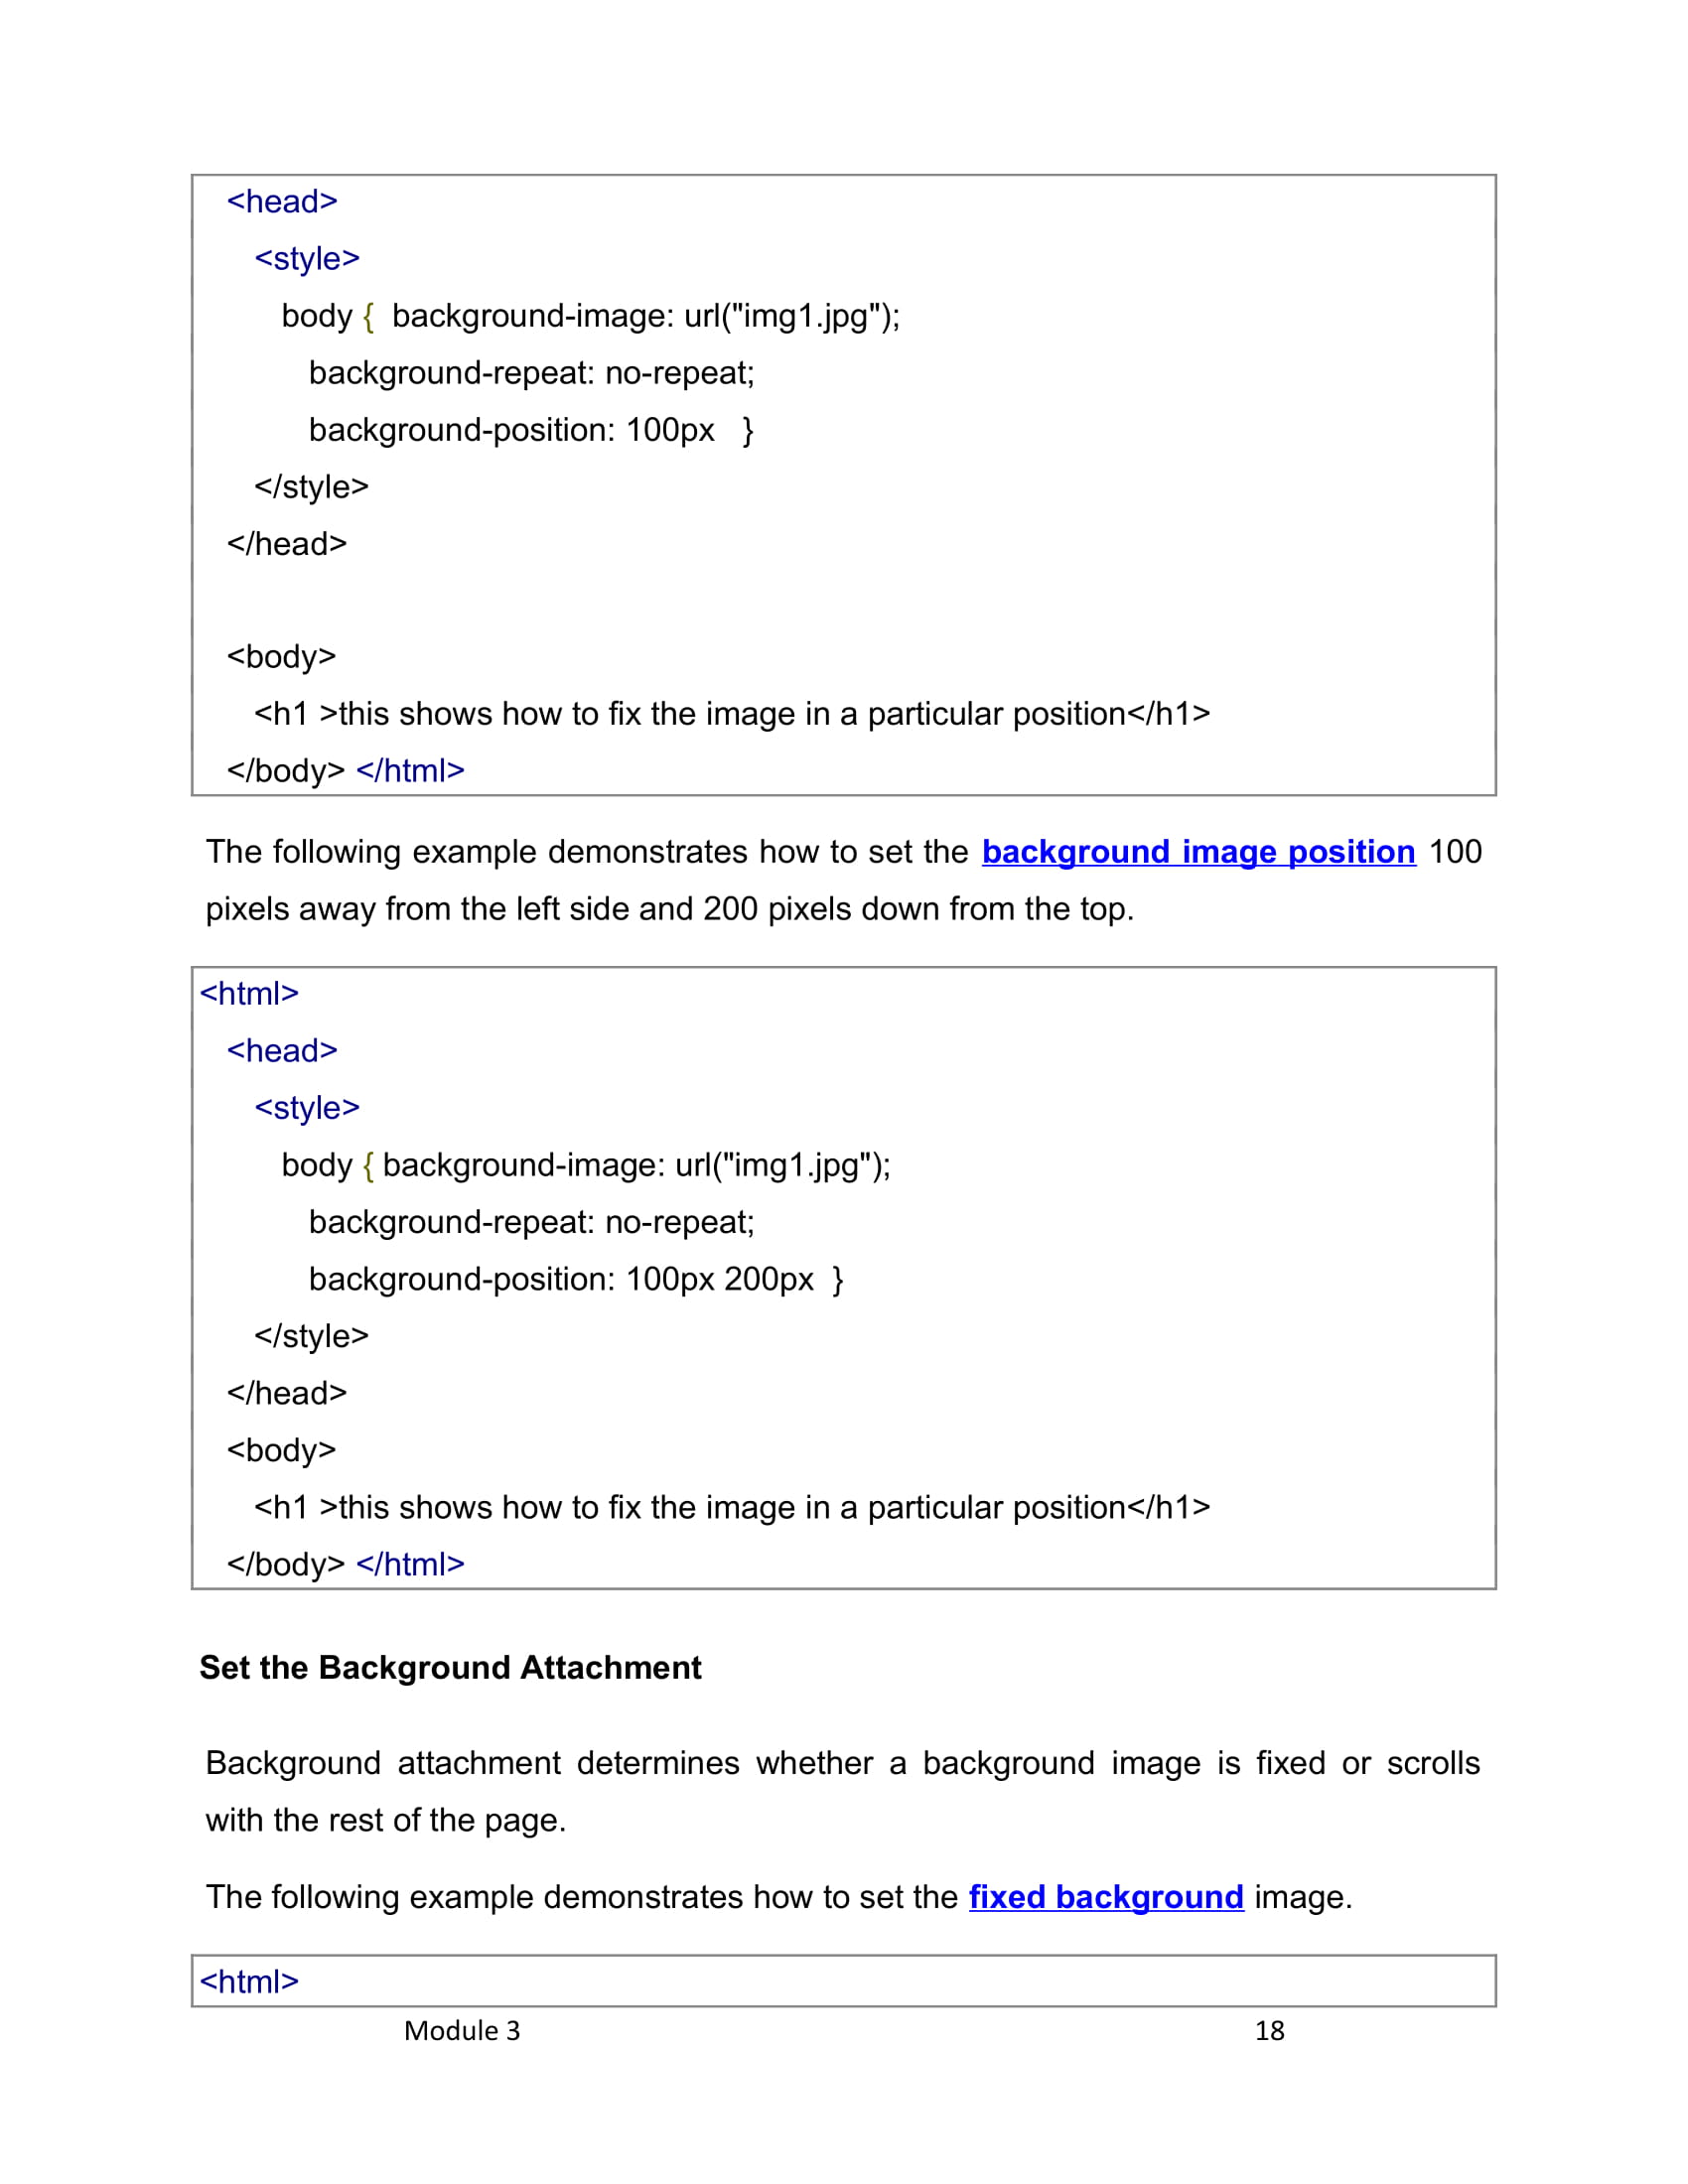 <head>
<style>
body {  background-image: url("img1.jpg");
background-repeat: no-repeat;
background-position: 100px   }
</style>
</head>
<body>
<h1 >this shows how to fix the image in a particular position</h1>
</body> </html>
The following example demonstrates how to set the background image position 100
pixels away from the left side and 200 pixels down from the top.
<html>
<head>
<style>
body { background-image: url("img1.jpg");
background-repeat: no-repeat;
background-position: 100px 200px  }
</style>
</head>
<body>
<h1 >this shows how to fix the image in a particular position</h1>
</body> </html>
Set the Background Attachment
Background attachment determines whether a background image is fixed or scrolls
with the rest of the page.
The following example demonstrates how to set the fixed background image.
<html>
Module 3 18